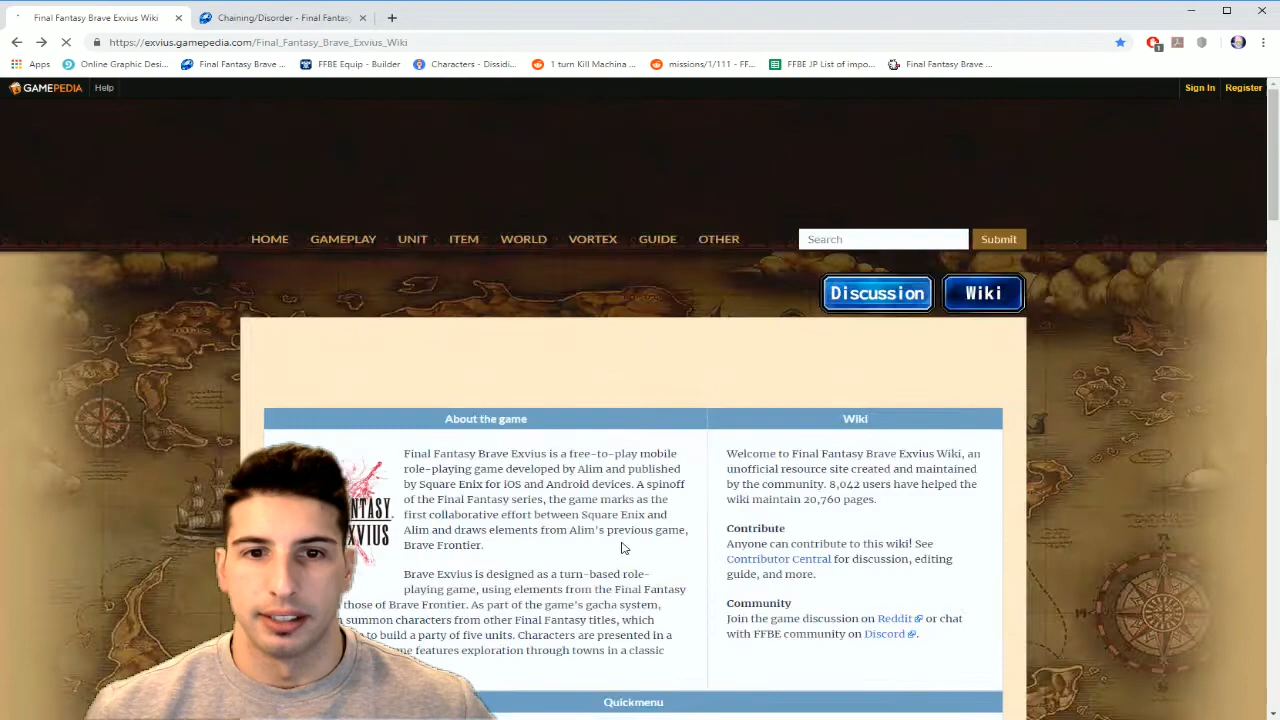 Final Fantasy Brave Exvius Wiki
Chaining/Disorder - Final Fantas
https://exvius.gamepedia.com/Final_Fantasy_Brave_Exvius_Wiki
Apps
Online Graphic Desi...
Final Fantasy Brave ...
FFBE Equip - Builder
Characters - Dissidi...
1 turn Kill Machina ...
missions/1/111 - FF...
FFBE JP List of impo...
Final Fantasy Brave ...
GAMEPEDIA
Help
Sign In
Register
HOME
GAMEPLAY
UNIT
ITEM
WORLD
VORTEX
GUIDE
OTHER
Search
Submit
Discussion
Wiki
About the game
Final Fantasy Brave Exvius is a free-to-play mobile
role-playing game developed by Alim and published
by Square Enix for iOS and Android devices. A spinoff
of the Final Fantasy series, the game marks as the
first collaborative effort between Square Enix and
Alim and draws elements from Alim's previous game,
Brave Frontier.
Brave Exvius is designed as a turn-based role-
playing game, using elements from the Final Fantasy
those of Brave Frontier. As part of the game's gacha system,
summon characters from other Final Fantasy titles, which
to build a party of five units. Characters are presented in a
features exploration through towns in a classic
Wiki
Welcome to Final Fantasy Brave Exvius Wiki, an
unofficial resource site created and maintained
by the community. 8,042 users have helped the
wiki maintain 20,760 pages.
Contribute
Anyone can contribute to this wiki! See
Contributor Central for discussion, editing
guide, and more.
Community
Join the game discussion on Reddit or chat
with FFBE community on Discord.
Quickmenu